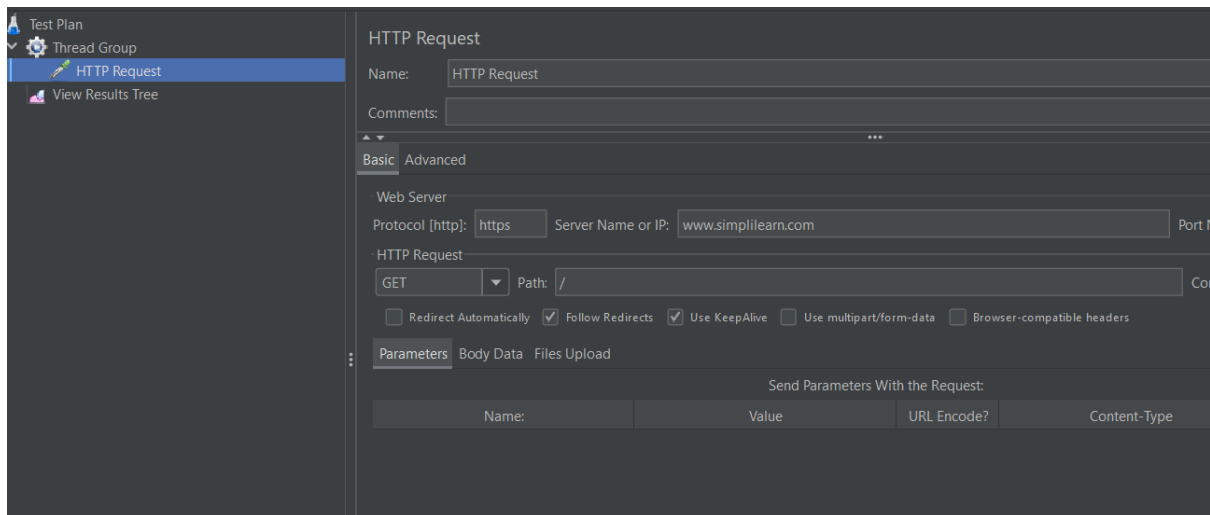 Test Plan
Thread Group
HTTP Request
View Results Tree
HTTP Request
Name: HTTP Request
Comments:
Basic Advanced
Web Server
Protocol [http]: https Server Name or IP: www.simplilearn.com Port
HTTP Request
GET Path: /
Redirect Automatically Follow Redirects Use KeepAlive Use multipart/form-data Browser-compatible headers
Parameters Body Data Files Upload
Send Parameters With the Request:
Name: Value URL Encode? Content-Type